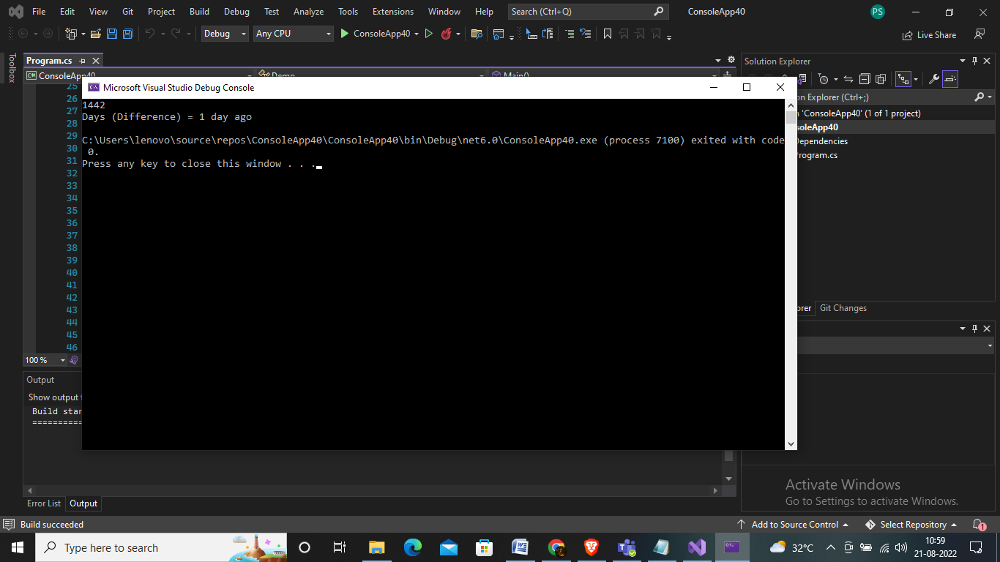 File Edit View Git Project Build Debug Test Analyze Tools Extensions Window Help Search (Ctrl+Q) ConsoleApp40 PS
Debug Any CPU ConsoleApp40 Live Share
Toolbox
Program.cs
ConsoleApp40 Demo Main()
Solution Explorer
on Explorer (Ctrl+;)
'ConsoleApp40' (1 of 1 project)
soleApp40
Dependencies
rogram.cs
orer Git Changes
Microsoft Visual Studio Debug Console
1442
Days (Difference) = 1 day ago
C:\Users\lenovo\source\repos\ConsoleApp40\ConsoleApp40\bin\Debug\net6.0\ConsoleApp40.exe (process 7100) exited with code
0.
Press any key to close this window . . .
25
26
27
28
29
30
31
32
33
34
35
36
37
38
39
40
41
42
43
44
45
46
100 %
Output
Show output
Build star
===========
Error List Output
Activate Windows
Go to Settings to activate Windows.
Build succeeded Add to Source Control Select Repository 1
Type here to search 32°C 10:59
21-08-2022